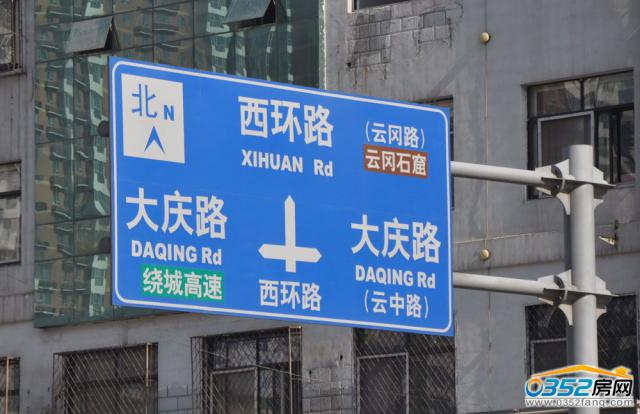 北 N
西环路
XIHUAN Rd
(云冈路)
云冈石窟
大庆路
DAQING Rd
绕城高速
西环路
大庆路
DAQING Rd
(云中路)
0352房网
www.0352fang.com